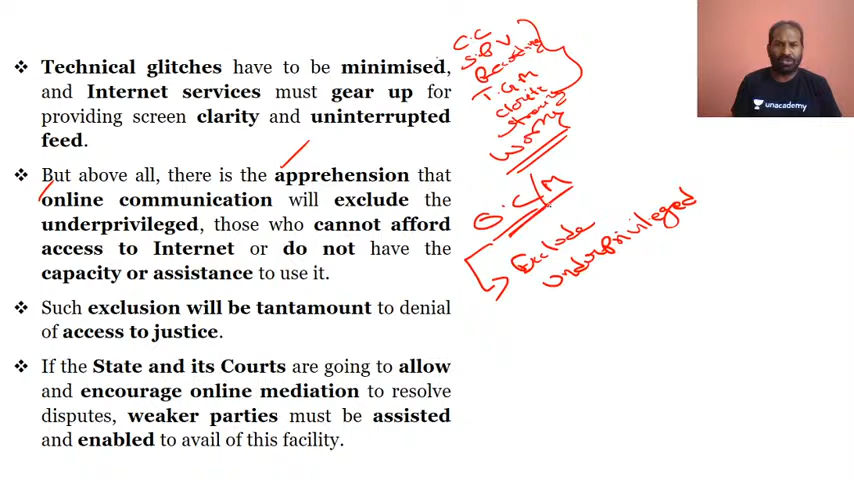 ❖ Technical glitches have to be minimised,
and Internet services must gear up for
providing screen clarity and uninterrupted
feed.
❖ But above all, there is the apprehension that
online communication will exclude the
underprivileged, those who cannot afford
access to Internet or do not have the
capacity or assistance to use it.
❖ Such exclusion will be tantamount to denial
of access to justice.
❖ If the State and its Courts are going to allow
and encourage online mediation to resolve
disputes, weaker parties must be assisted
and enabled to avail of this facility.
C.C
S.B V
T.G.M
worry
O.C/M
Exclude
underprivileged
unacademy